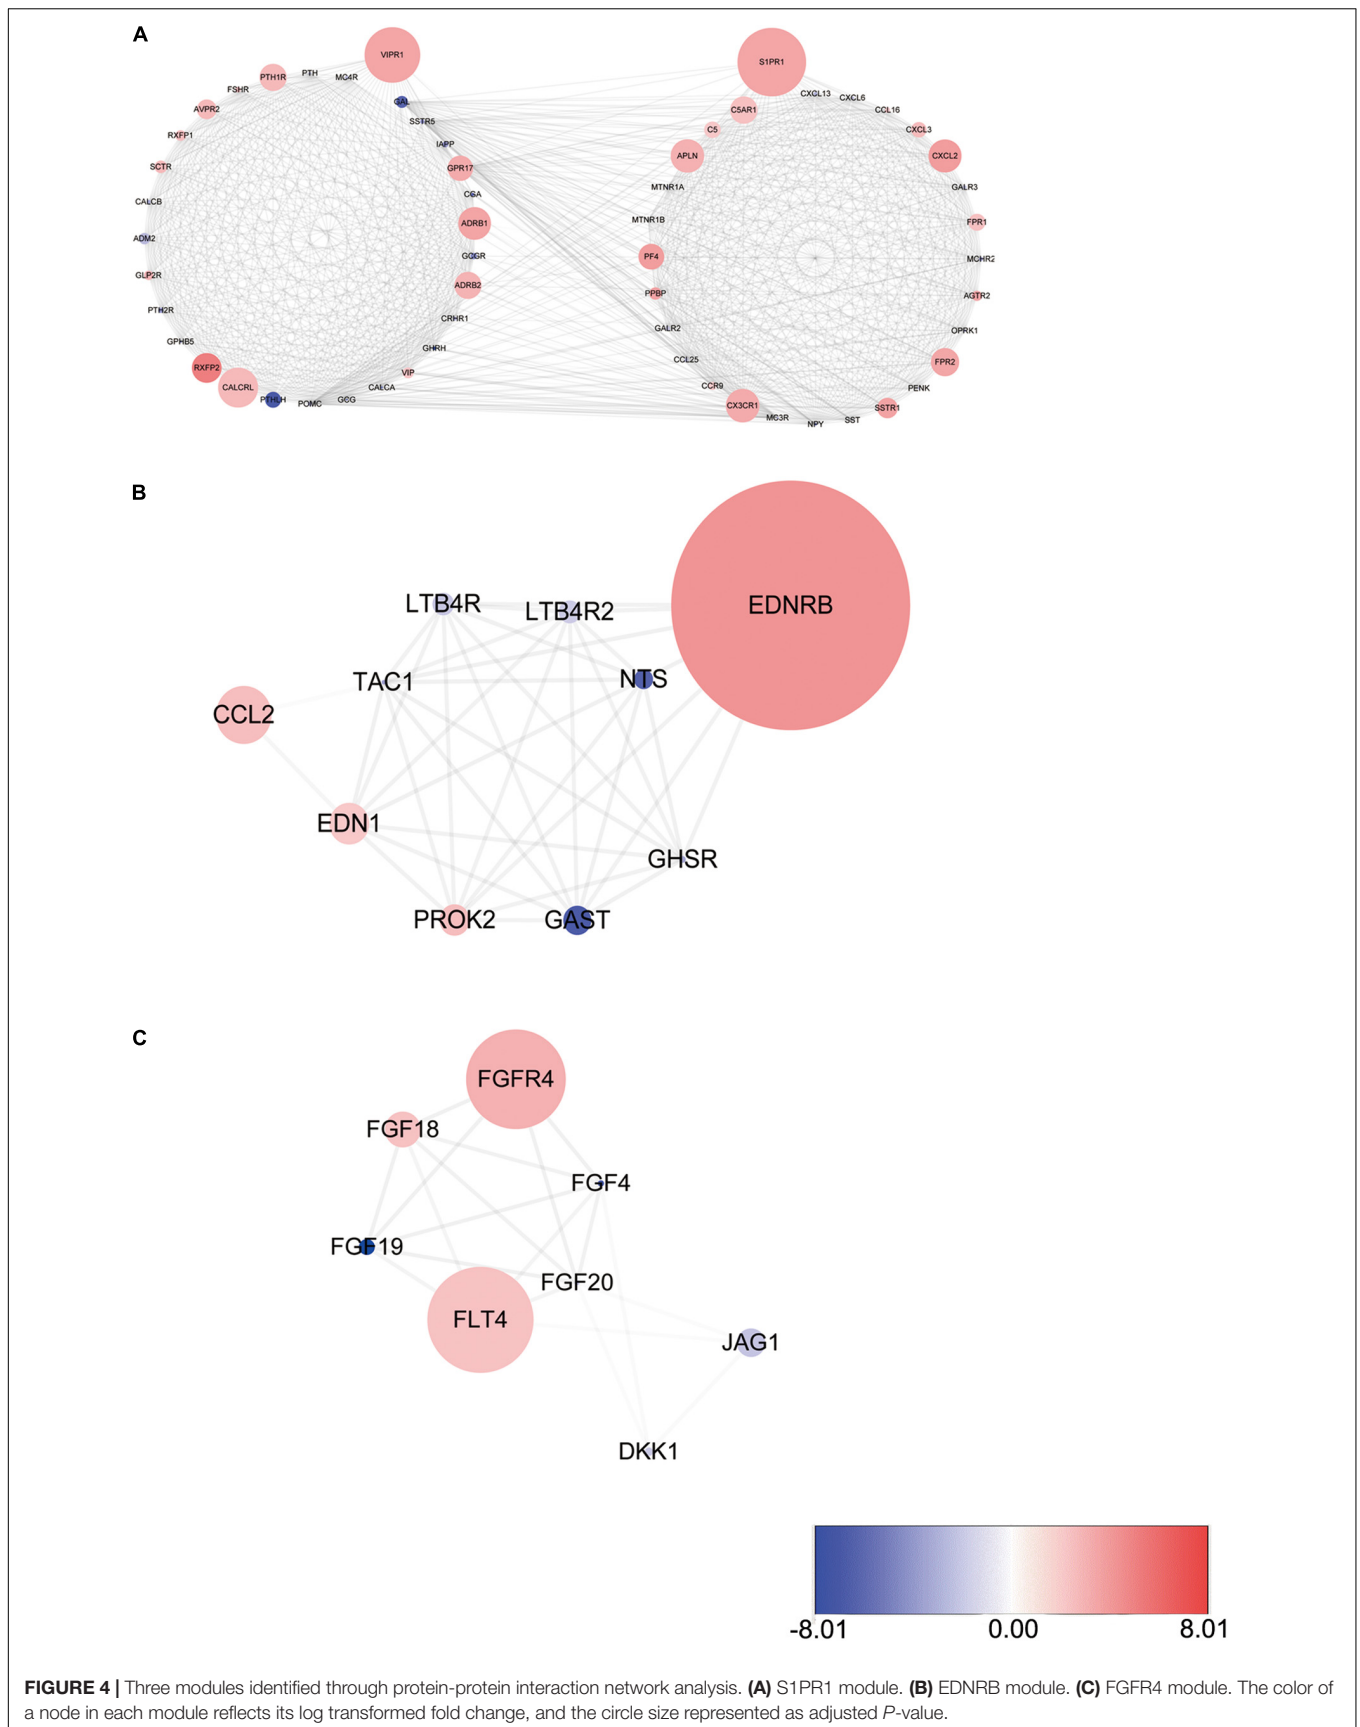 A
VIPR1
S1PR1
PTH1R
PTH
MC4R
FSHR
GAL
CXCL13
CXCL6
AVPR2
SSTR5
C5AR1
CCL16
RXFP1
IAPP
C5
CXCL3
SCTR
GPR17
APLN
CXCL2
CALCB
CGA
MTNR1A
GALR3
ADRB1
MTNR1B
FPR1
ADM2
GCGR
PF4
MCHR2
GLP2R
ADRB2
PPBP
AGTR2
PTH2R
CRHR1
GALR2
OPRK1
GPHB5
GHRH
CCL25
FPR2
RXFP2
VIP
CCR9
PENK
CALCRL
CALCA
CX3CR1
SSTR1
PTHLH
POMC
GCG
MC3R
NPY
SST
B
EDNRB
LTB4R
LTB4R2
TAC1
NTS
CCL2
EDN1
GHSR
PROK2
GAST
C
FGFR4
FGF18
FGF4
FGF19
FGF20
FLT4
JAG1
DKK1
-8.01 0.00 8.01
FIGURE 4 | Three modules identified through protein-protein interaction network analysis. (A) S1PR1 module. (B) EDNRB module. (C) FGFR4 module. The color of
a node in each module reflects its log transformed fold change, and the circle size represented as adjusted P-value.